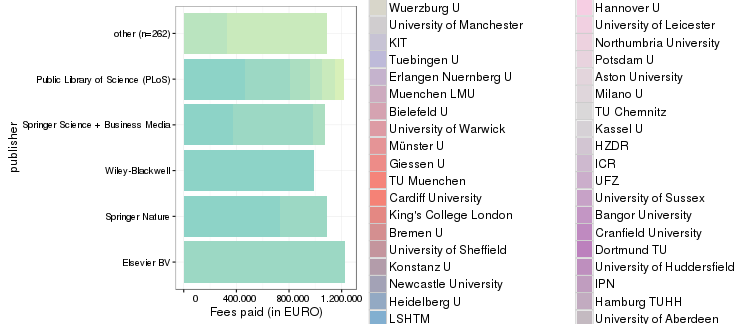 publisher
other (n=262)
Public Library of Science (PLoS)
Springer Science + Business Media
Wiley-Blackwell
Springer Nature
Elsevier BV
0 400.000 800.000 1.200.000
Fees paid (in EURO)
Wuerzburg U
University of Manchester
KIT
Tuebingen U
Erlangen Nuernberg U
Muenchen LMU
Bielefeld U
University of Warwick
Münster U
Giessen U
TU Muenchen
Cardiff University
King's College London
Bremen U
University of Sheffield
Konstanz U
Newcastle University
Heidelberg U
LSHTM
Hannover U
University of Leicester
Northumbria University
Potsdam U
Aston University
Milano U
TU Chemnitz
Kassel U
HZDR
ICR
UFZ
University of Sussex
Bangor University
Cranfield University
Dortmund TU
University of Huddersfield
IPN
Hamburg TUHH
University of Aberdeen